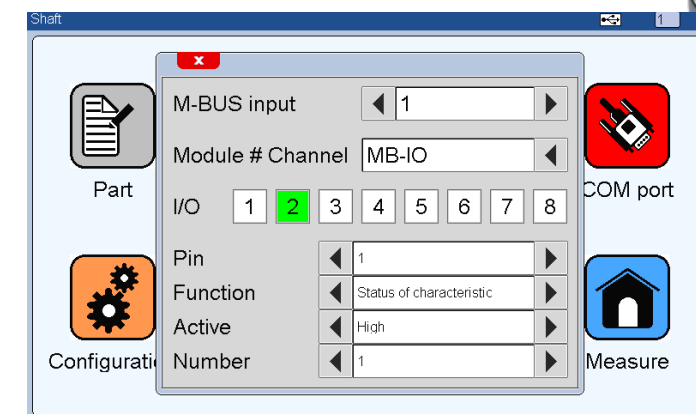 Shaft
1
x
M-BUS input
1
Module # Channel
MB-IO
I/O 1 2 3 4 5 6 7 8
Pin
1
Function
Status of characteristic
Active
High
Number
1
Part
COM port
Configuratio
Measure